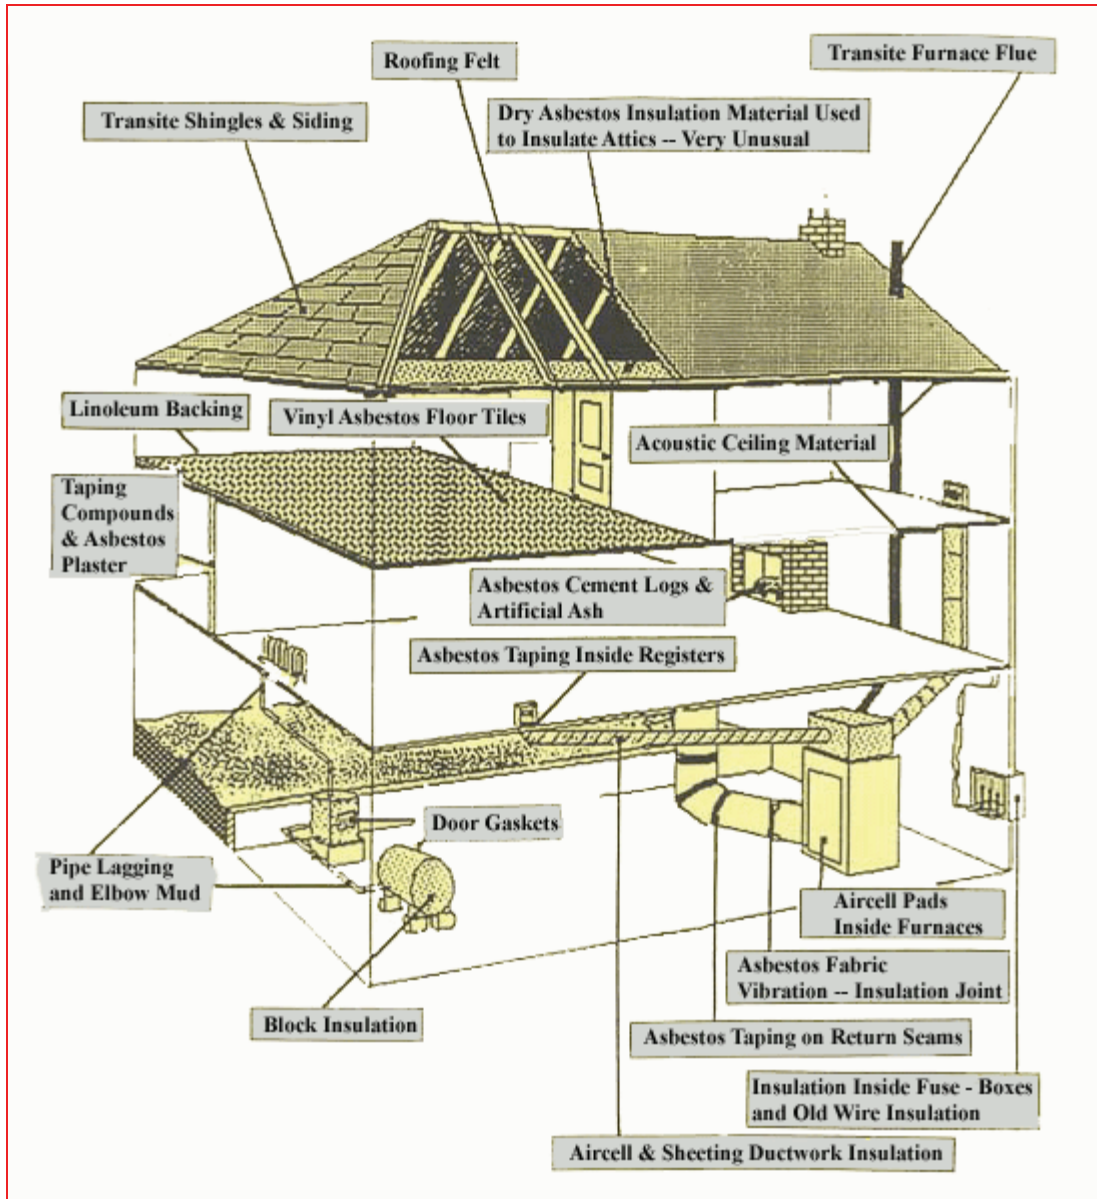 Roofing Felt
Transite Furnace Flue
Transite Shingles & Siding
Dry Asbestos Insulation Material Used
to Insulate Attics -- Very Unusual
Linoleum Backing
Vinyl Asbestos Floor Tiles
Acoustic Ceiling Material
Taping
Compounds
& Asbestos
Plaster
Asbestos Cement Logs &
Artificial Ash
Asbestos Taping Inside Registers
Door Gaskets
Pipe Lagging
and Elbow Mud
Aircell Pads
Inside Furnaces
Asbestos Fabric
Vibration -- Insulation Joint
Block Insulation
Asbestos Taping on Return Seams
Insulation Inside Fuse - Boxes
and Old Wire Insulation
Aircell & Sheeting Ductwork Insulation